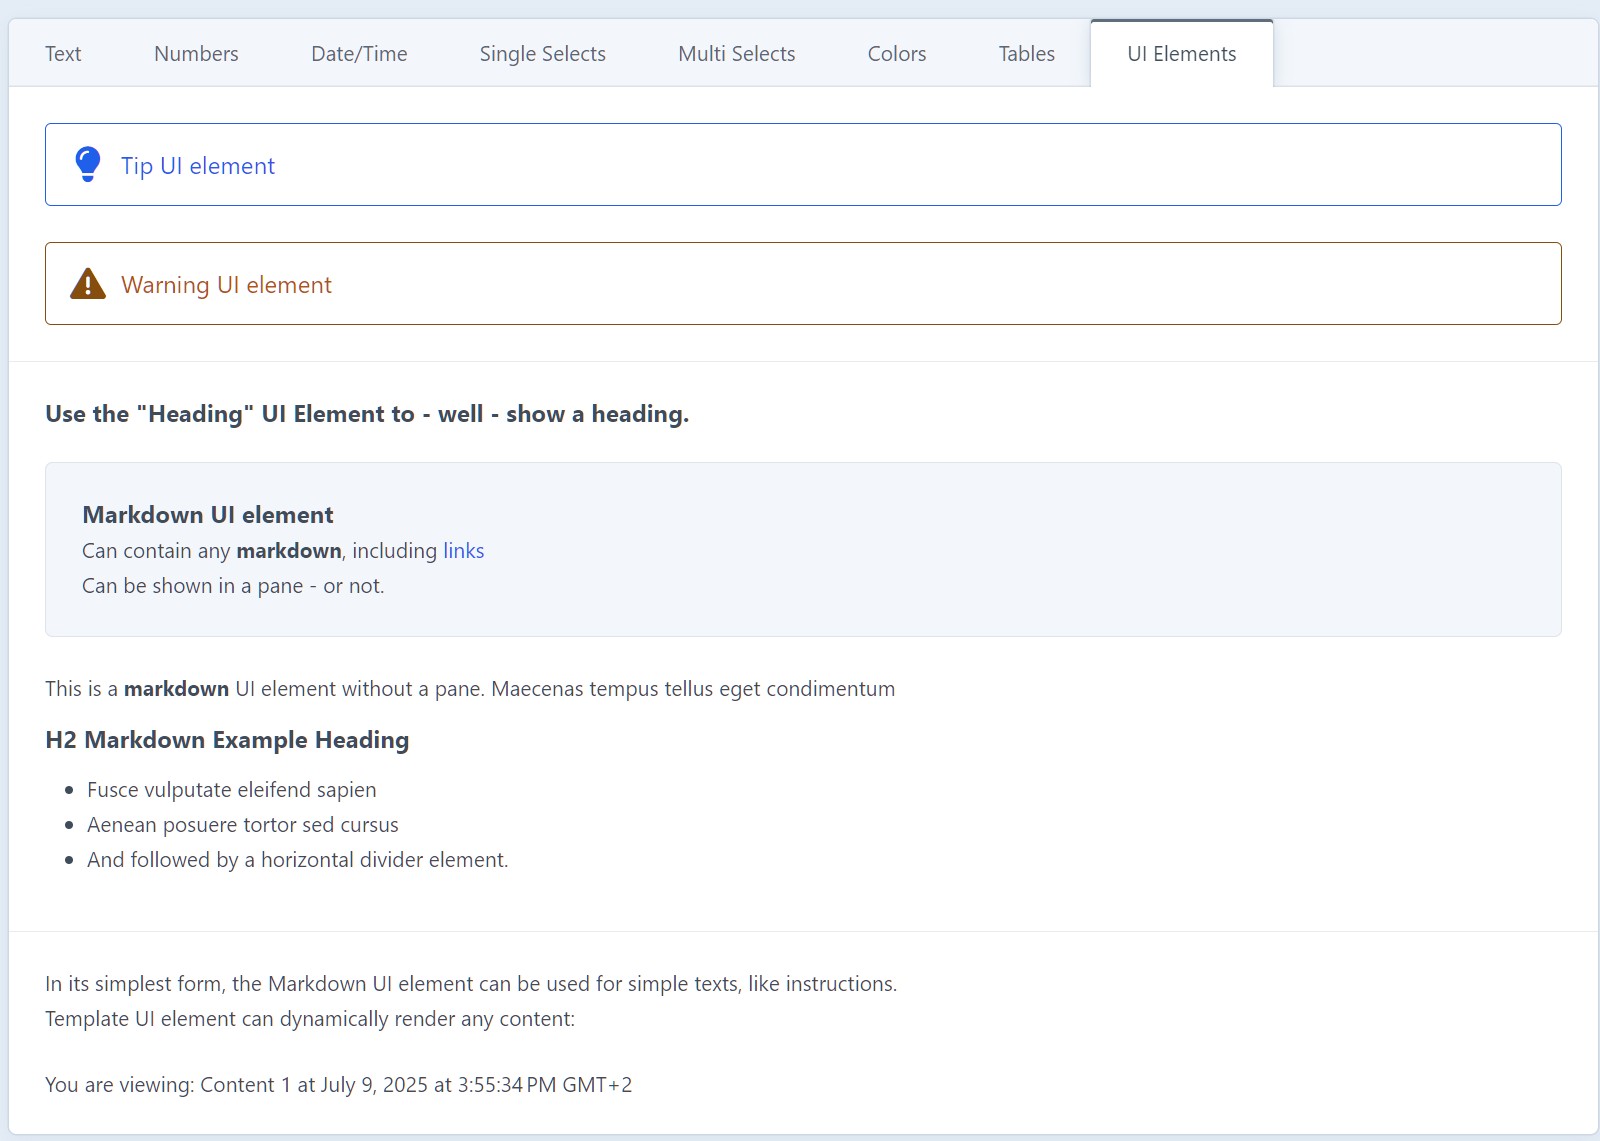 Text Numbers Date/Time Single Selects Multi Selects Colors Tables UI Elements
Tip UI element
Warning UI element
Use the "Heading" UI Element to - well - show a heading.
Markdown UI element
Can contain any markdown, including links
Can be shown in a pane - or not.
This is a markdown UI element without a pane. Maecenas tempus tellus eget condimentum
H2 Markdown Example Heading
• Fusce vulputate eleifend sapien
• Aenean posuere tortor sed cursus
• And followed by a horizontal divider element.
In its simplest form, the Markdown UI element can be used for simple texts, like instructions.
Template UI element can dynamically render any content:
You are viewing: Content 1 at July 9, 2025 at 3:55:34 PM GMT+2